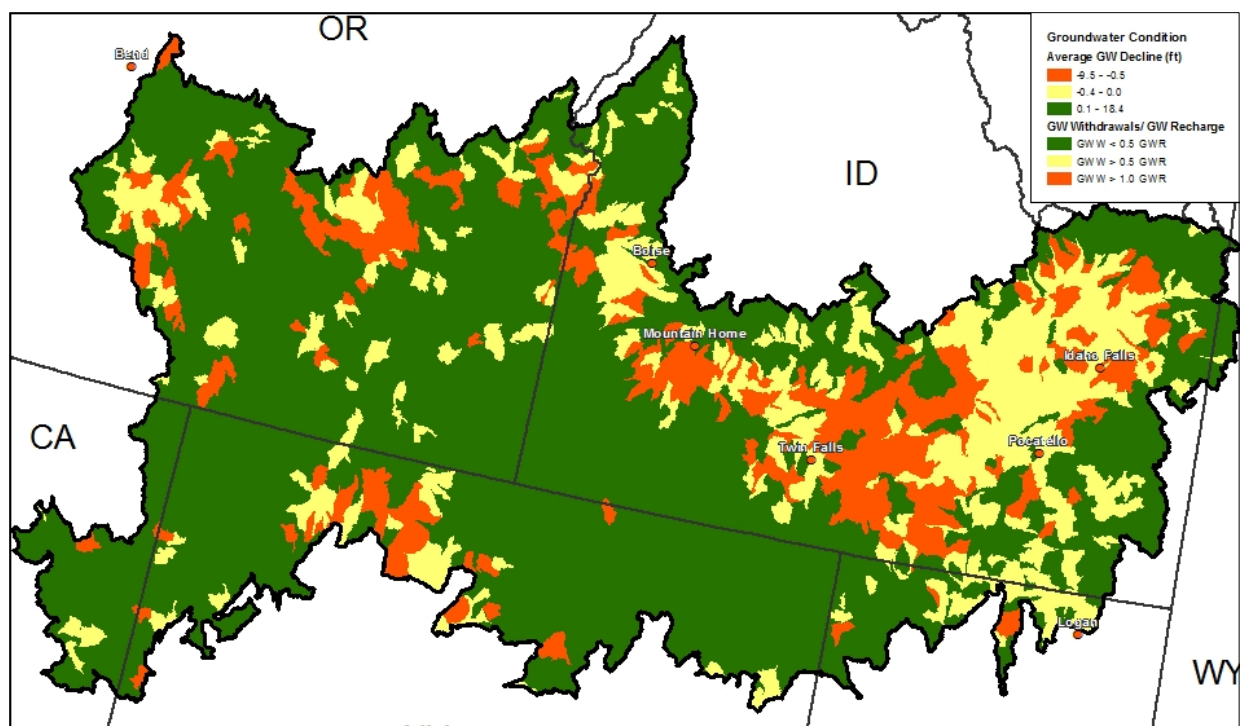 OR
Bend
Groundwater Condition
Average GW Decline (ft)
-9.5 - -0.5
-0.4 - 0.0
0.1 - 18.4
GW Withdrawals/ GW Recharge
GWW < 0.5 GWR
GWW > 0.5 GWR
GWW > 1.0 GWR
ID
Boise
Mountain Home
Idaho Falls
CA
Twin Falls
Pocatello
Logan
WY